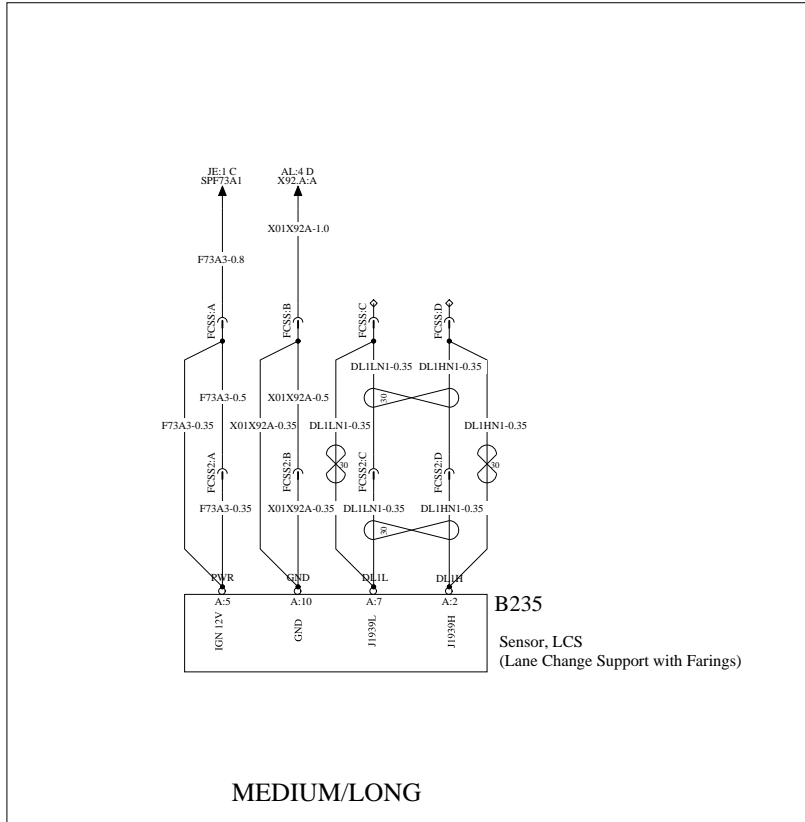 JE:1 C
SPF73A1
AL:4 D
X92.A:A
X01X92A-1.0
F73A3-0.8
FCSS:A
FCSS:B
FCSS:C
FCSS:D
DL1LN1-0.35
DL1HN1-0.35
30
F73A3-0.5
X01X92A-0.5
F73A3-0.35
X01X92A-0.35
DL1LN1-0.35
DL1HN1-0.35
30
30
FCSS2:A
FCSS2:B
FCSS2:C
FCSS2:D
F73A3-0.35
X01X92A-0.35
DL1LN1-0.35
DL1HN1-0.35
30
PWR
GND
DL1L
DL1H
A:5
A:10
A:7
A:2
B235
IGN 12V
GND
J1939L
J1939H
Sensor, LCS
(Lane Change Support with Farings)
MEDIUM/LONG